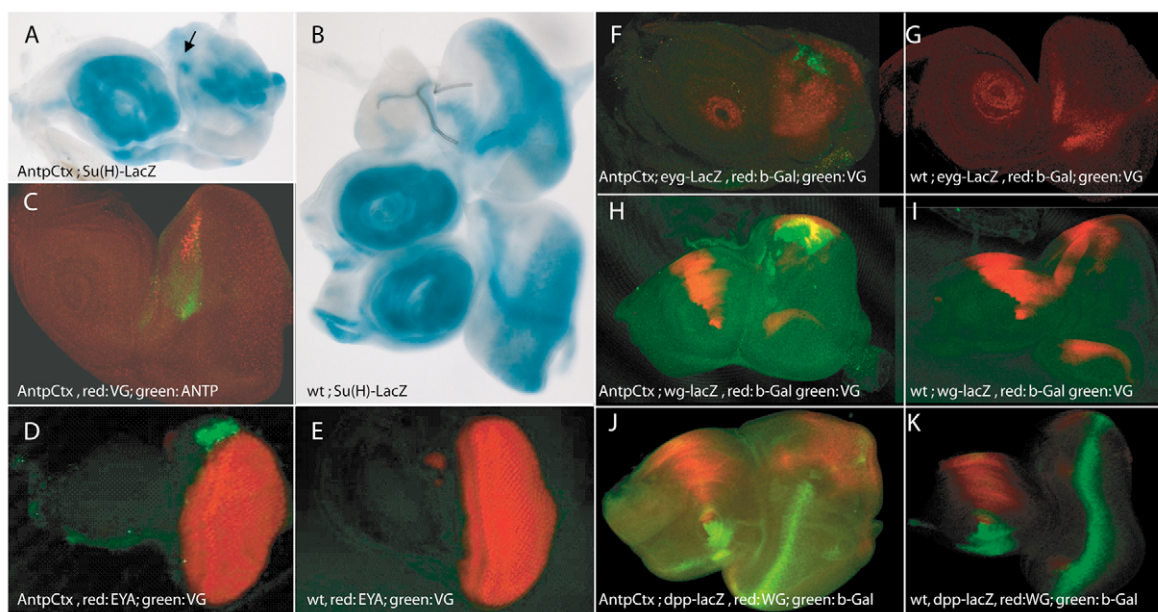 A
AntpCtx ; Su(H)-LacZ
B
wt ; Su(H)-LacZ
C
AntpCtx , red: VG; green: ANTP
D
AntpCtx , red: EYA; green: VG
E
wt, red: EYA; green: VG
F
AntpCtx; eyg-LacZ , red: b-Gal; green: VG
G
wt ; eyg-LacZ , red: b-Gal; green: VG
H
AntpCtx ; wg-lacZ , red: b-Gal green: VG
I
wt ; wg-lacZ , red: b-Gal green: VG
J
AntpCtx ; dpp-lacZ , red: WG; green: b-Gal
K
wt, dpp-lacZ , red: WG; green: b-Gal